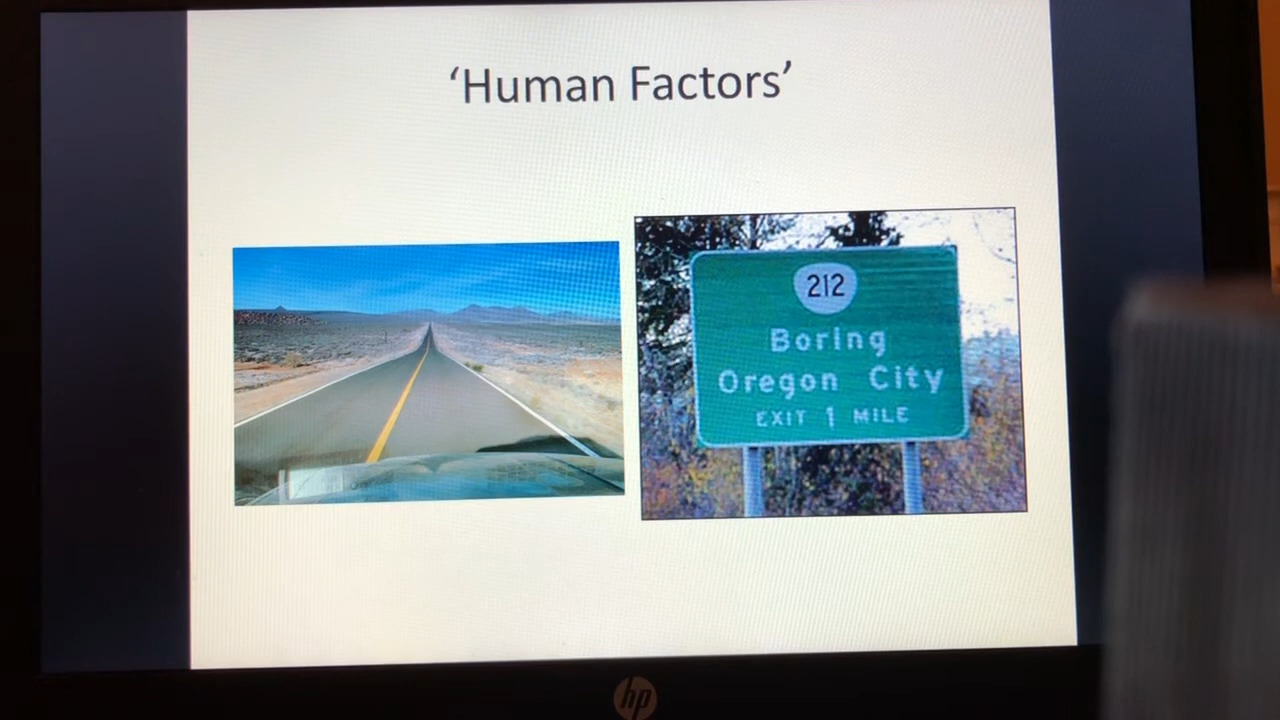 ‘Human Factors’
212
Boring
Oregon City
EXIT 1 MILE
hp